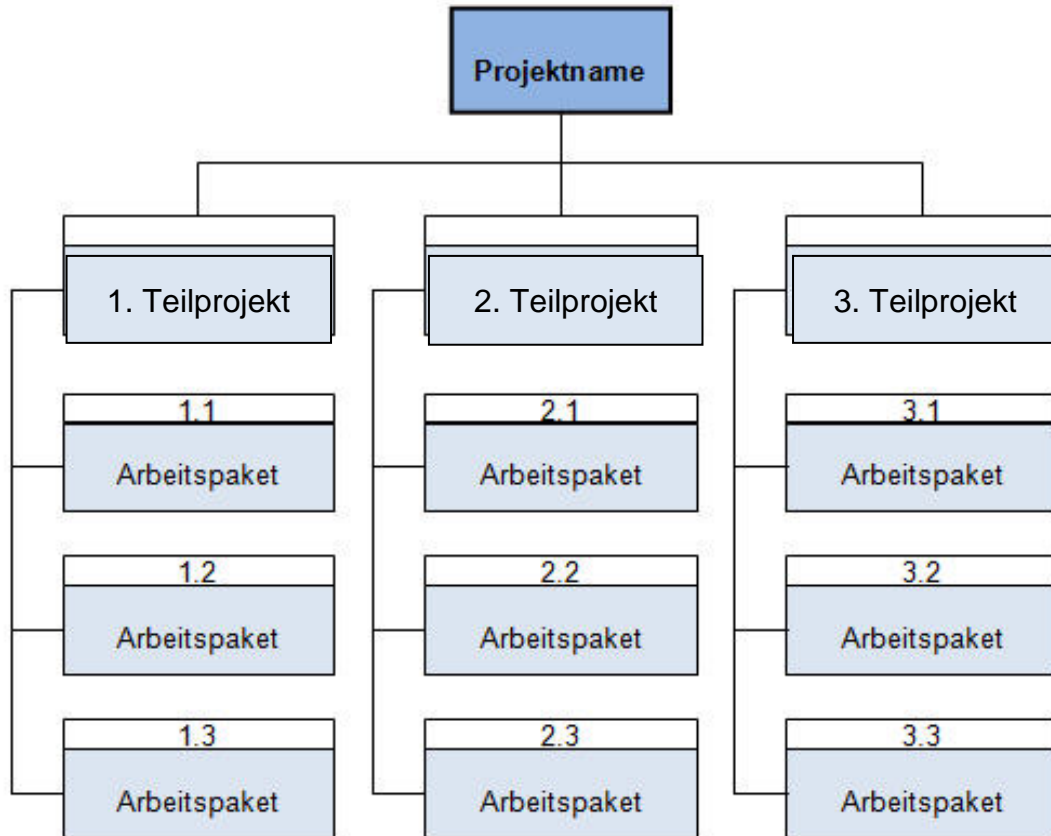 Projektname
1. Teilprojekt
2. Teilprojekt
3. Teilprojekt
1.1
Arbeitspaket
2.1
Arbeitspaket
3.1
Arbeitspaket
1.2
Arbeitspaket
2.2
Arbeitspaket
3.2
Arbeitspaket
1.3
Arbeitspaket
2.3
Arbeitspaket
3.3
Arbeitspaket